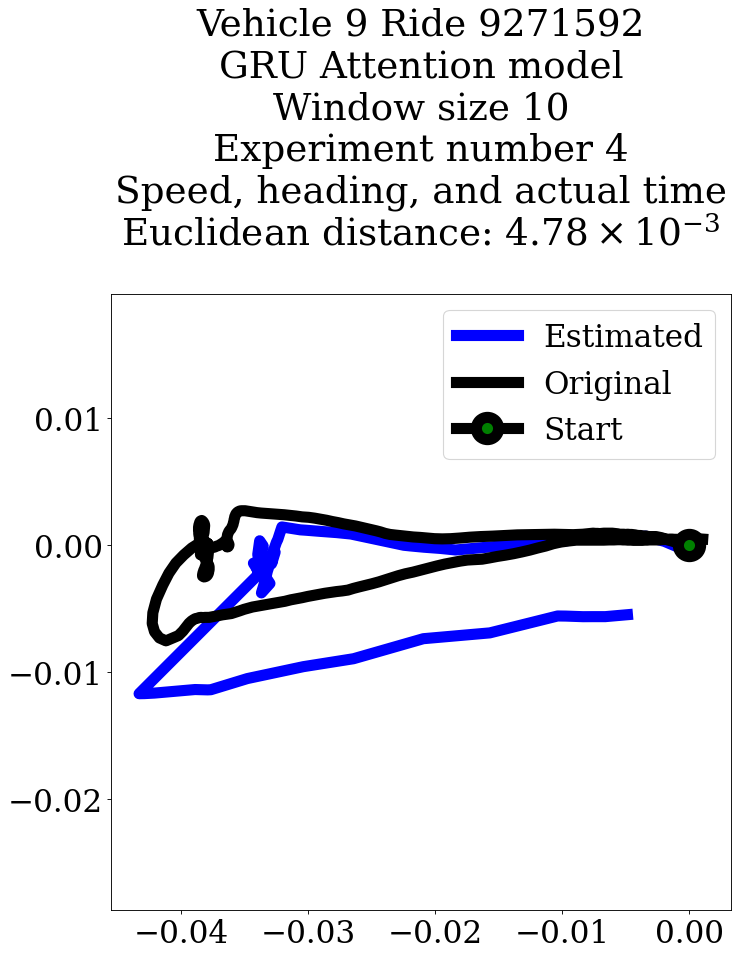 Vehicle 9 Ride 9271592
GRU Attention model
Window size 10
Experiment number 4
Speed, heading, and actual time
Euclidean distance: 4.78 × 10⁻³
Estimated
Original
Start
0.01
0.00
−0.01
−0.02
−0.04 −0.03 −0.02 −0.01 0.00